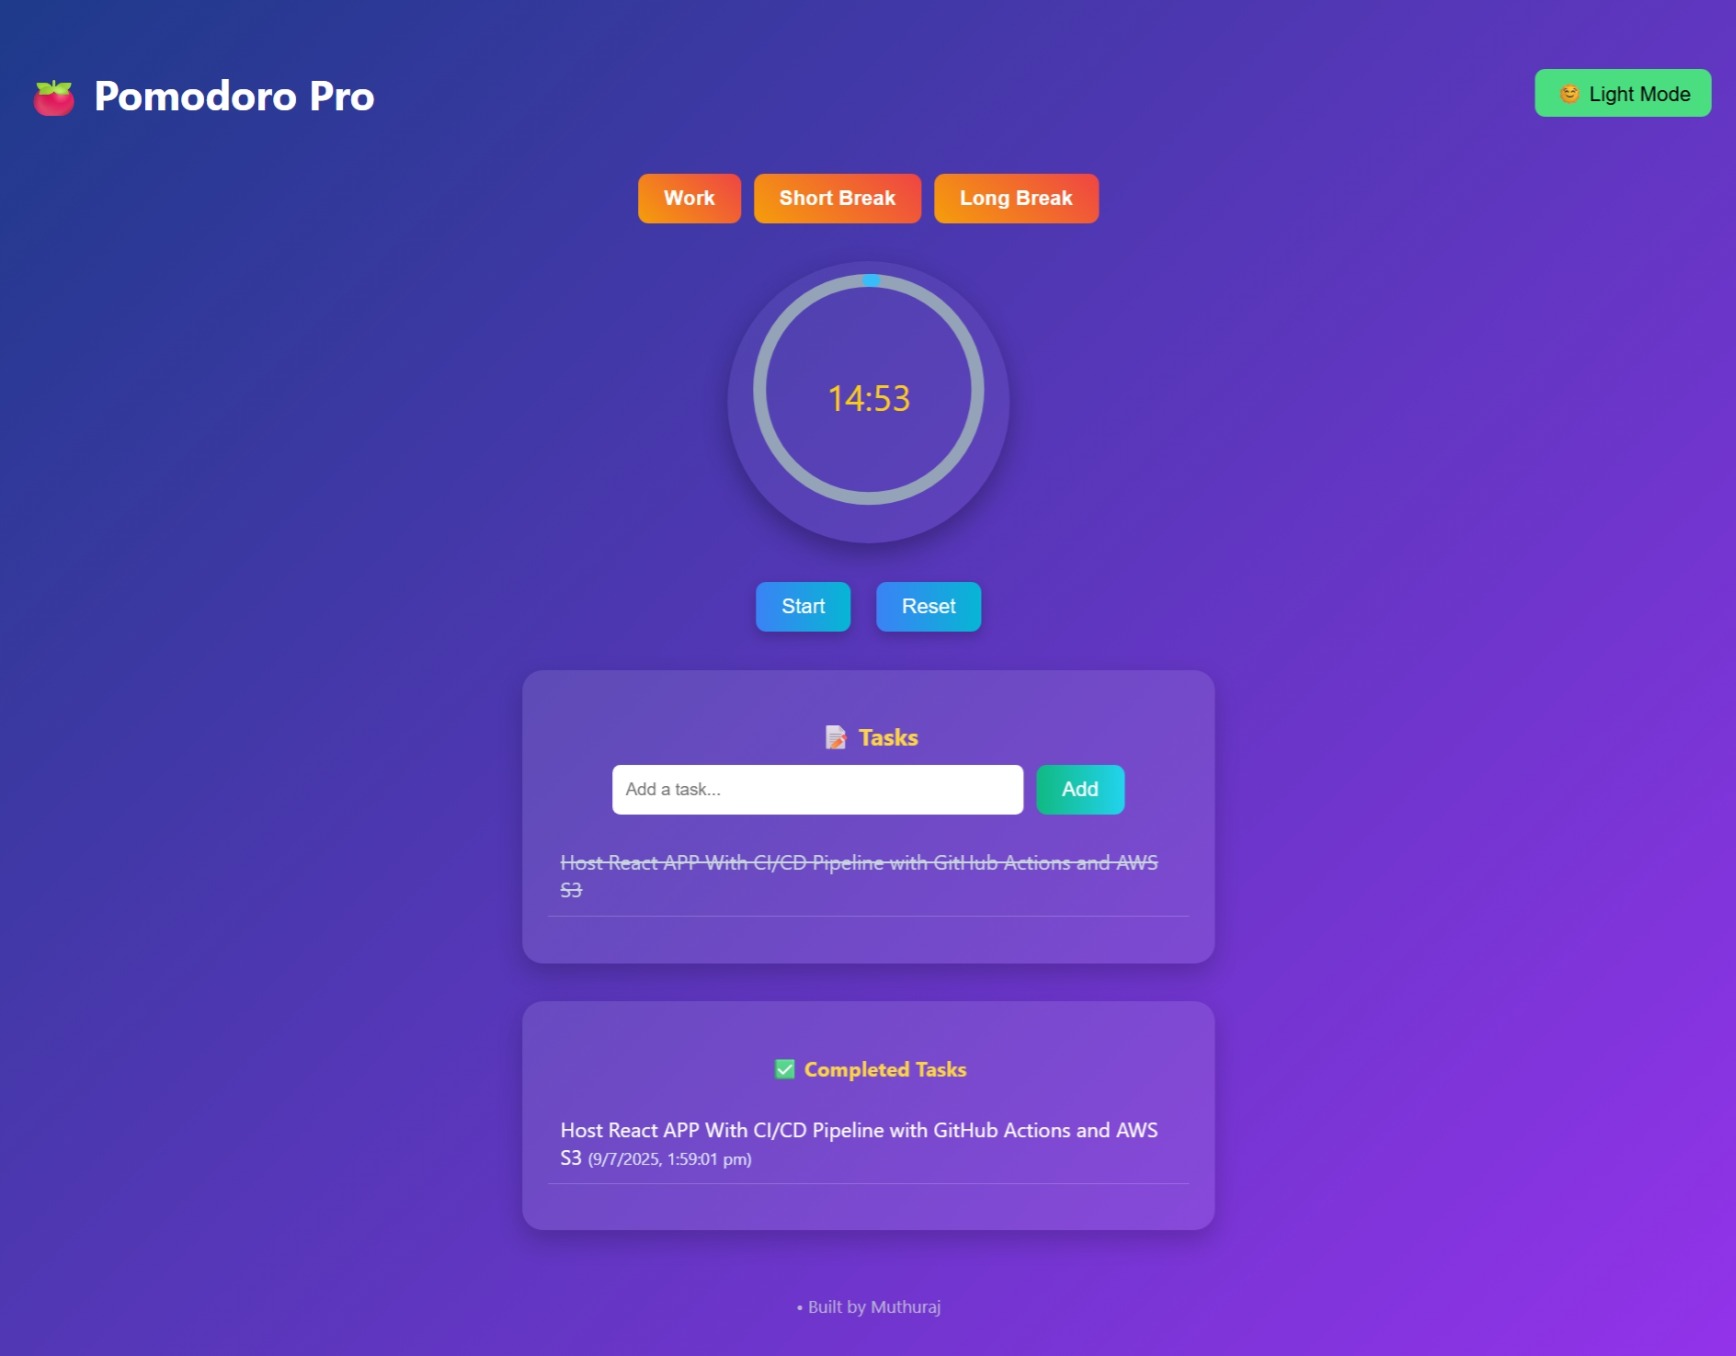 Pomodoro Pro
Light Mode
Work
Short Break
Long Break
14:53
Start
Reset
Tasks
Add a task...
Add
Host React APP With CI/CD Pipeline with GitHub Actions and AWS
S3
Completed Tasks
Host React APP With CI/CD Pipeline with GitHub Actions and AWS
S3 (9/7/2025, 1:59:01 pm)
• Built by Muthuraj